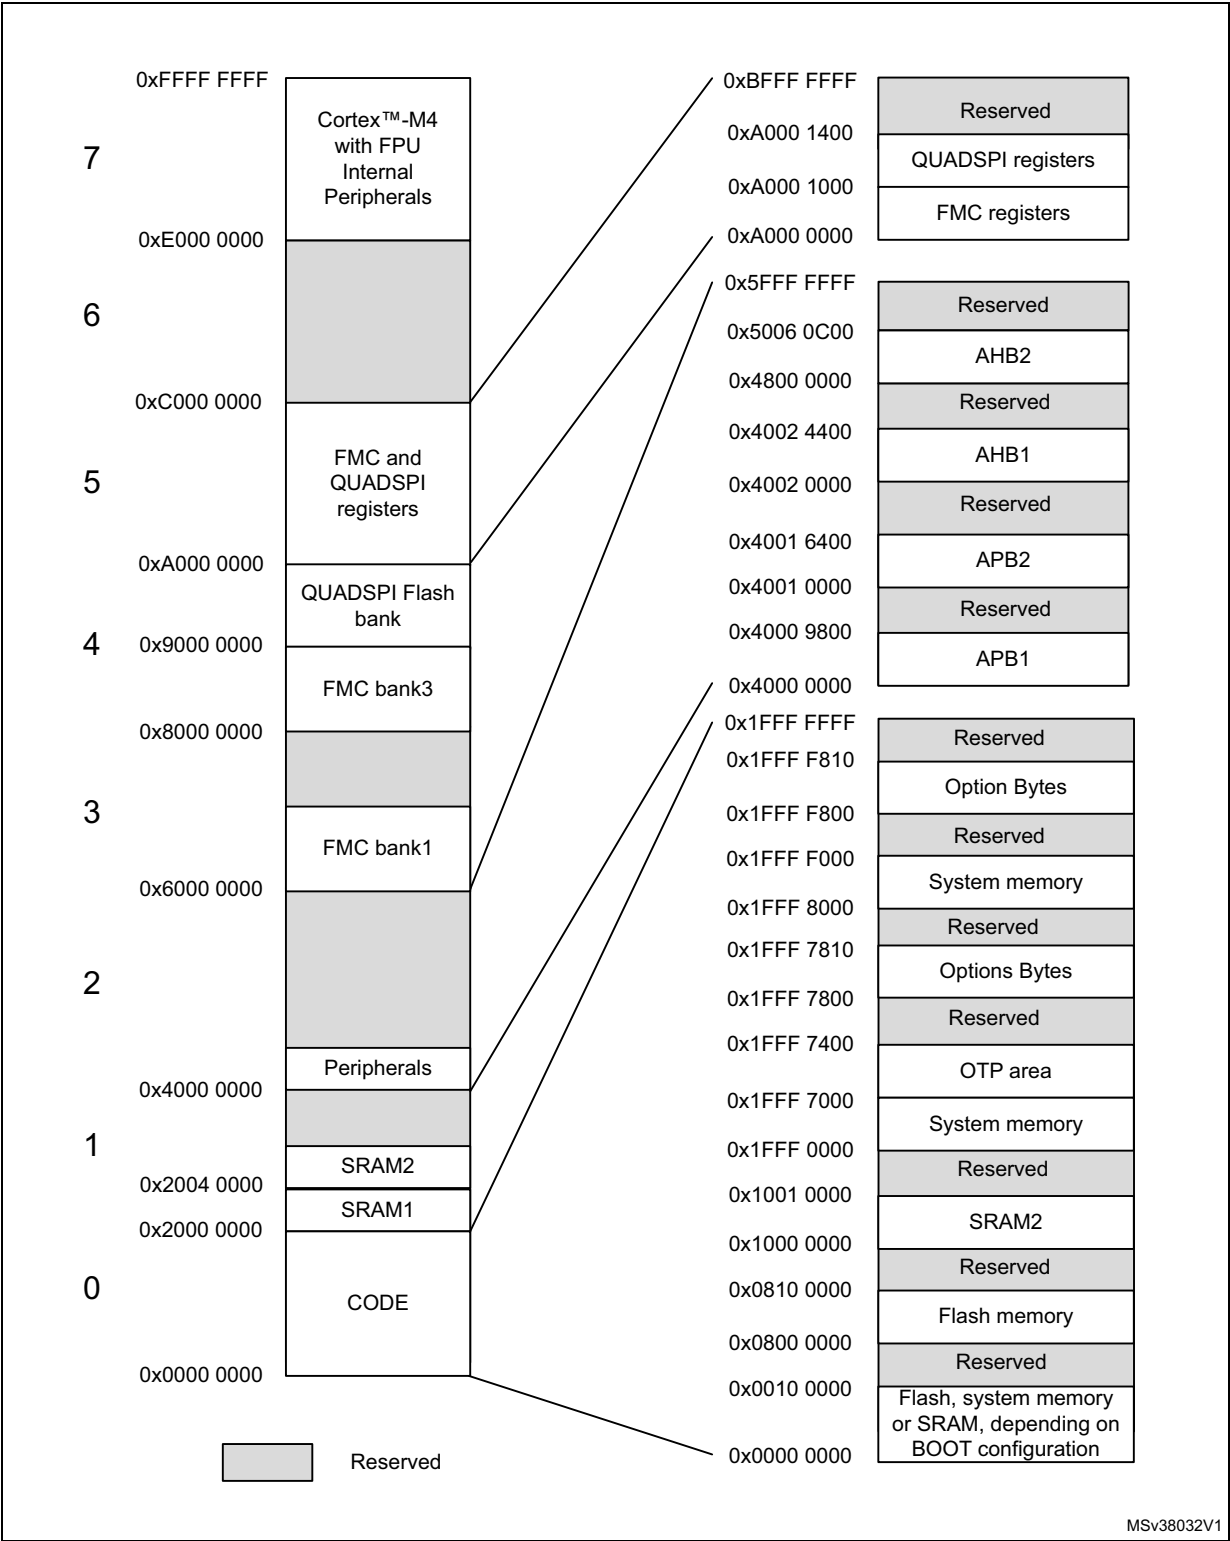 0xFFFF FFFF
7
Cortex™-M4
with FPU
Internal
Peripherals
0xE000 0000
6
0xC000 0000
5
FMC and
QUADSPI
registers
0xA000 0000
QUADSPI Flash
bank
4
0x9000 0000
FMC bank3
0x8000 0000
3
FMC bank1
0x6000 0000
2
Peripherals
0x4000 0000
1
SRAM2
0x2004 0000
SRAM1
0x2000 0000
0
CODE
0x0000 0000
Reserved
0xBFFF FFFF
Reserved
0xA000 1400
QUADSPI registers
0xA000 1000
FMC registers
0xA000 0000
0x5FFF FFFF
Reserved
0x5006 0C00
AHB2
0x4800 0000
Reserved
0x4002 4400
AHB1
0x4002 0000
Reserved
0x4001 6400
APB2
0x4001 0000
Reserved
0x4000 9800
APB1
0x4000 0000
0x1FFF FFFF
Reserved
0x1FFF F810
Option Bytes
0x1FFF F800
Reserved
0x1FFF F000
System memory
0x1FFF 8000
Reserved
0x1FFF 7810
Options Bytes
0x1FFF 7800
Reserved
0x1FFF 7400
OTP area
0x1FFF 7000
System memory
0x1FFF 0000
Reserved
0x1001 0000
SRAM2
0x1000 0000
Reserved
0x0810 0000
Flash memory
0x0800 0000
Reserved
0x0010 0000
Flash, system memory
or SRAM, depending on
BOOT configuration
0x0000 0000
MSv38032V1